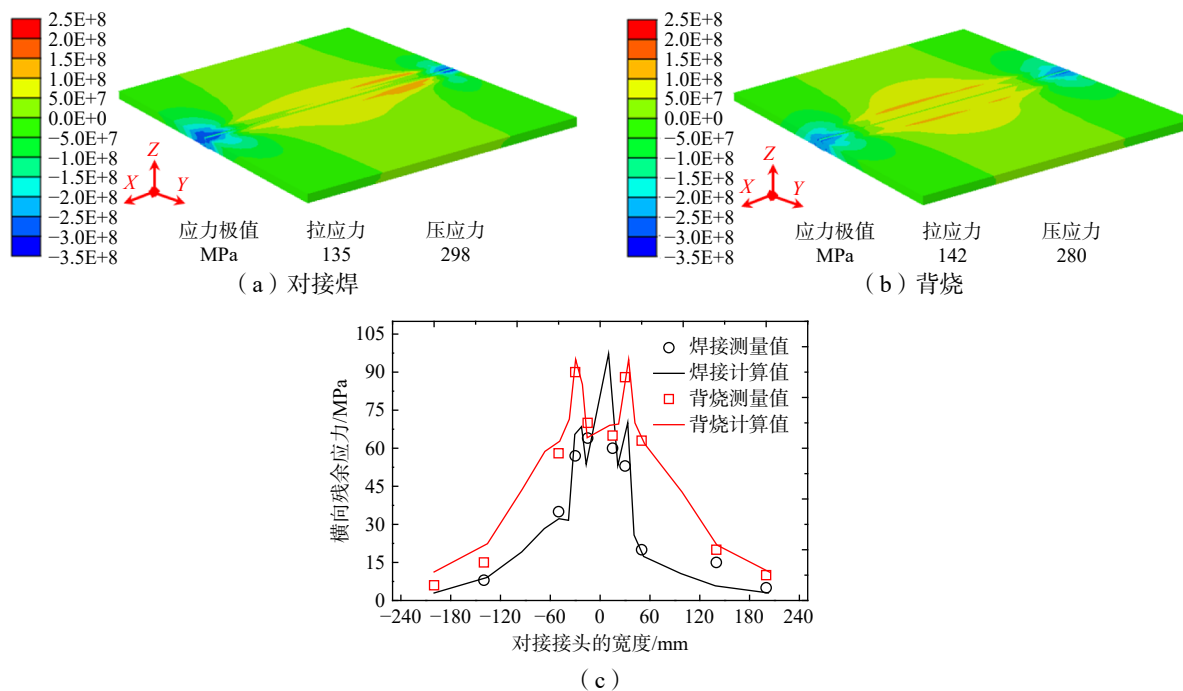 2.5E+8
2.0E+8
1.5E+8
1.0E+8
5.0E+7
−5.0E+7
−1.0E+8
−1.5E+8
−2.0E+8
−2.5E+8
−3.0E+8
−3.5E+8
Z
X
Y
应力极值 拉应力 压应力
MPa 135 298
（a）对接焊
2.5E+8
2.0E+8
1.5E+8
1.0E+8
5.0E+7
−5.0E+7
−1.0E+8
−1.5E+8
−2.0E+8
−2.5E+8
−3.0E+8
−3.5E+8
Z
X
Y
应力极值 拉应力 压应力
MPa 142 280
（b）背烧
横向残余应力/MPa
105
90
75
60
45
30
15
0
焊接测量值
焊接计算值
背烧测量值
背烧计算值
−240 −180 −120 −60 0 60 120 180 240
对接接头的宽度/mm
（c）